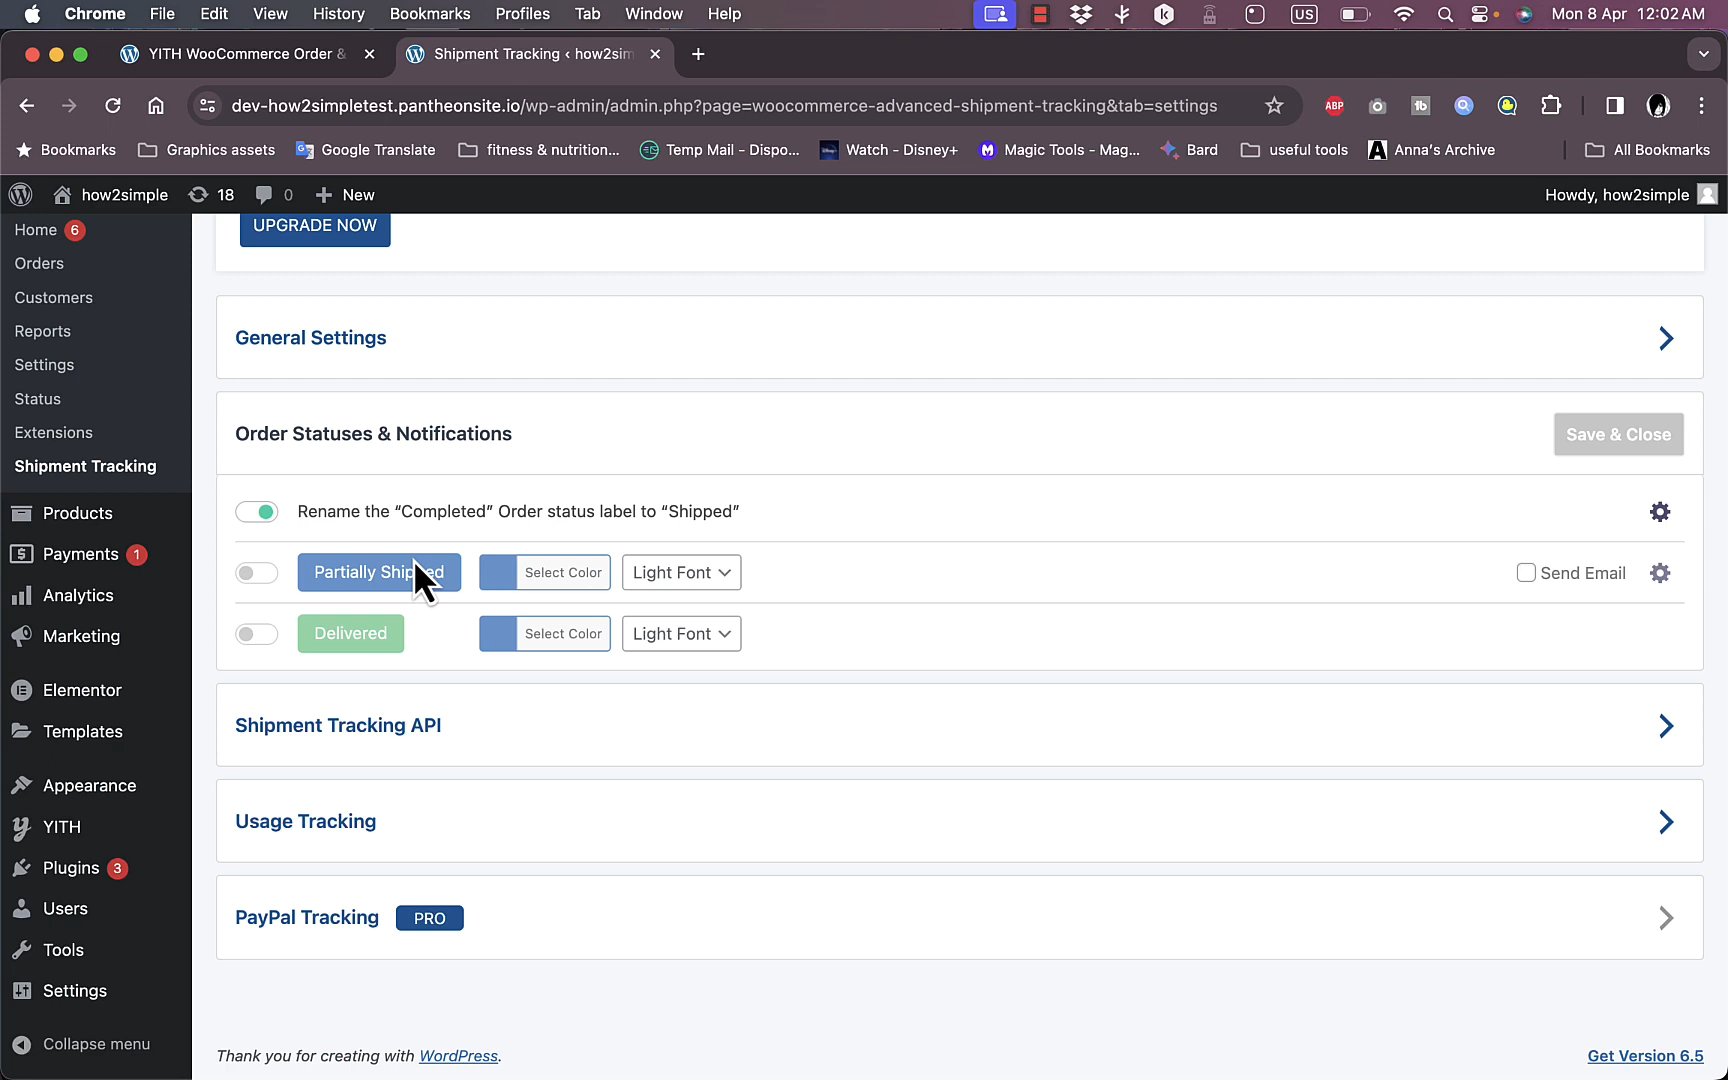 Chrome File Edit View History Bookmarks Profiles Tab Window Help US Mon 8 Apr 12:02 AM
YITH WooCommerce Order & Shipment Tracking ‹ how2sim
dev-how2simpletest.pantheonsite.io/wp-admin/admin.php?page=woocommerce-advanced-shipment-tracking&tab=settings ABP tb
Bookmarks Graphics assets Google Translate fitness & nutrition... Temp Mail - Dispo... Watch - Disney+ Magic Tools - Mag... Bard useful tools Anna's Archive All Bookmarks
how2simple 18 0 New Howdy, how2simple
Home 6
Orders
Customers
Reports
Settings
Status
Extensions
Shipment Tracking
Products
Payments 1
Analytics
Marketing
Elementor
Templates
Appearance
YITH
Plugins 3
Users
Tools
Settings
Collapse menu
UPGRADE NOW
General Settings
Order Statuses & Notifications Save & Close
Rename the “Completed” Order status label to “Shipped”
Partially Shipped Select Color Light Font Send Email
Delivered Select Color Light Font
Shipment Tracking API
Usage Tracking
PayPal Tracking PRO
Thank you for creating with WordPress. Get Version 6.5